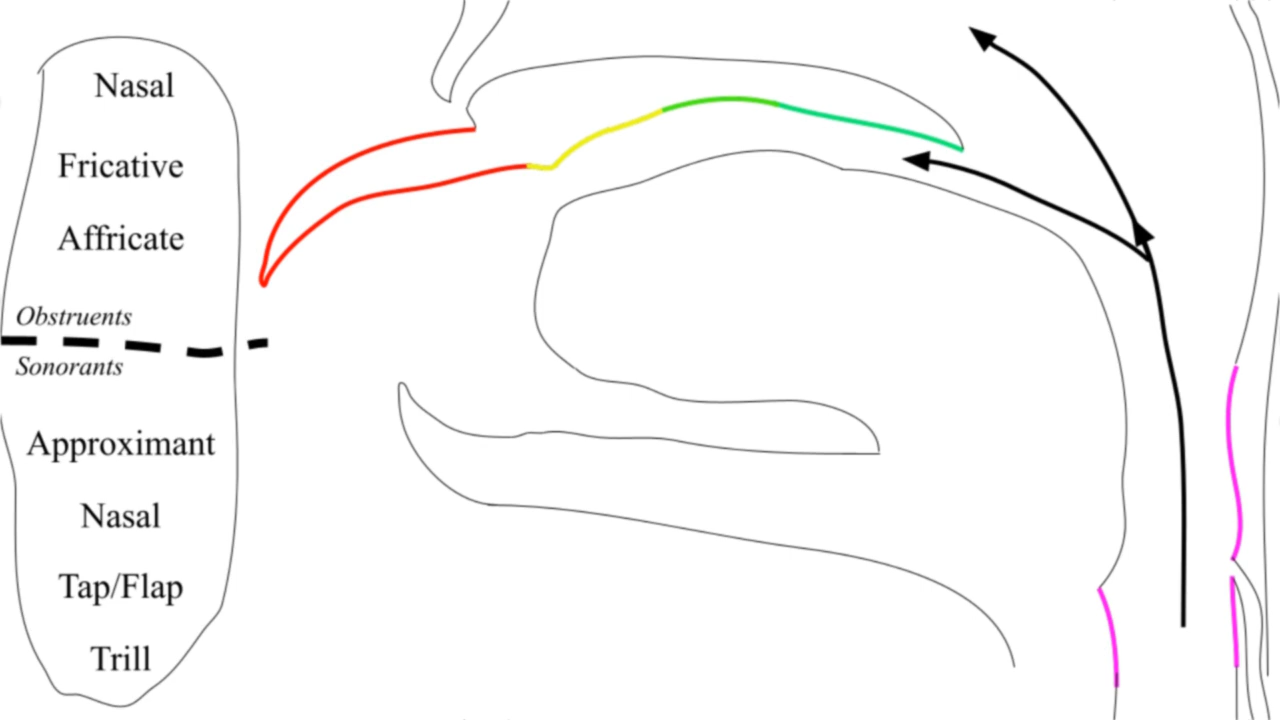 Nasal
Fricative
Affricate
Obstruents
Sonorants
Approximant
Nasal
Tap/Flap
Trill